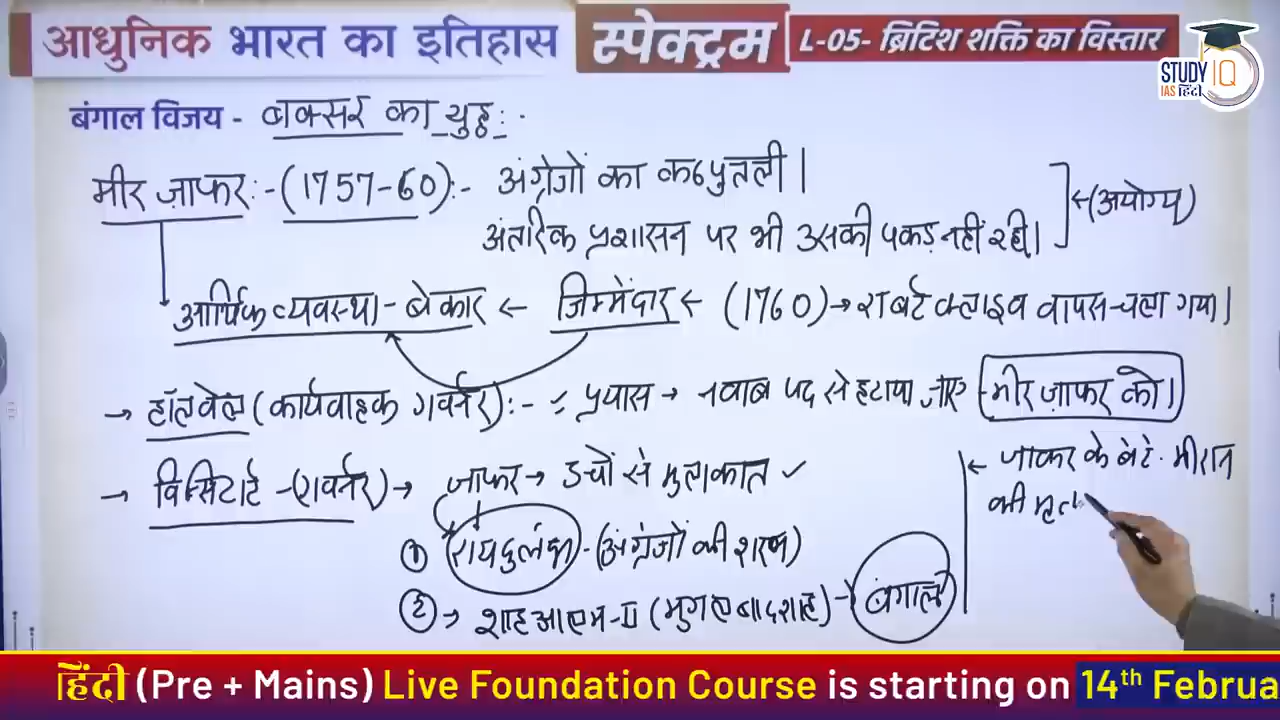 आधुनिक भारत का इतिहास स्पेक्ट्रम L-05- ब्रिटिश शक्ति का विस्तार
STUDY IQ
IAS हिंदी
बंगाल विजय - बक्सर का युद्ध :-
मीर ज़ाफर :- (1757-60) :- अंग्रेजों का कठपुतली |
अंतरिक प्रशासन पर भी उसकी पकड़ नहीं रही | ← (अयोग्य)
आर्थिक व्यवस्था - बेकार ← जिम्मेंदार ← (1760) → राबर्ट क्लाइव वापस चला गया |
→ हॉलवेल (कार्यवाहक गवर्नर) :- प्रयास → नवाब पद से हटाया जाए - मीर ज़ाफर को |
→ विंसिटार्ट - (गवर्नर) → जाफर → डचों से मुलाकात ✓
← जाफर के बेटे - मीरान
की मृत्
① रायदुर्लभ - (अंग्रेजों की शरण)
② → शाह आलम-II (मुगल बादशाह) → बंगाल
हिंदी (Pre + Mains) Live Foundation Course is starting on 14th Februa